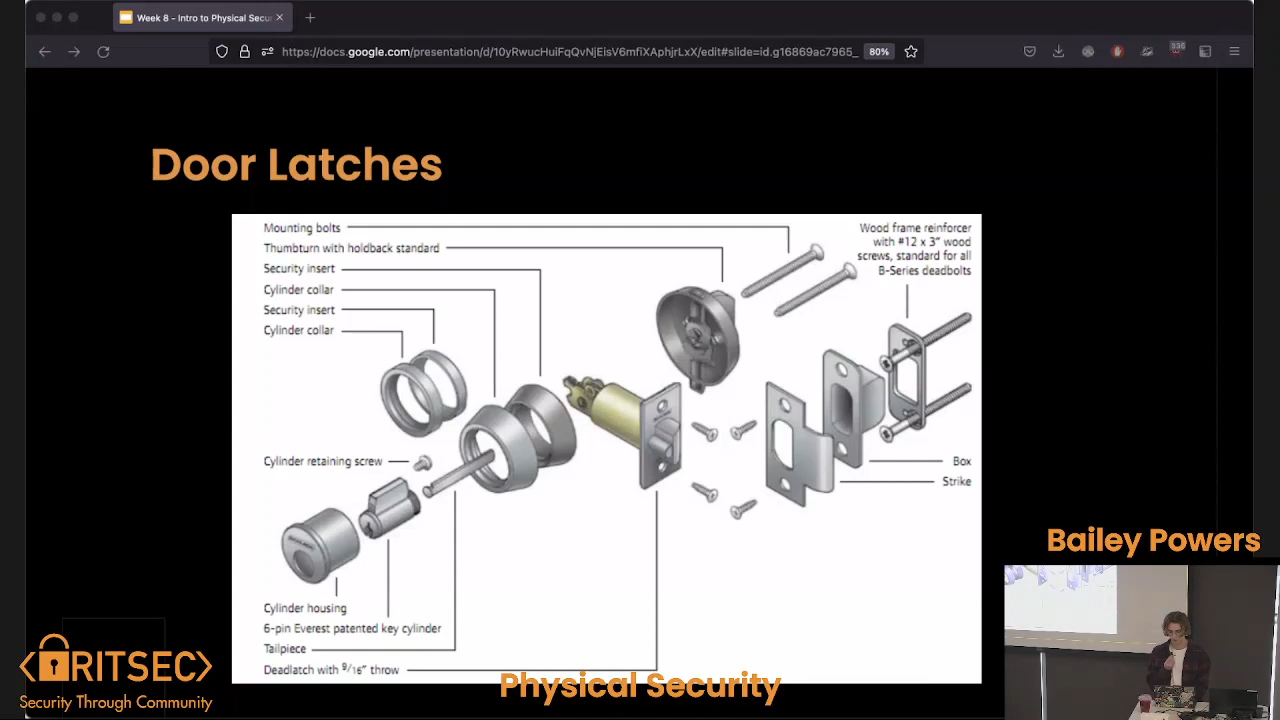 Week 8 - Intro to Physical Secur
https://docs.google.com/presentation/d/10yRwucHuiFqQvNjEisV6mfiXAphjrLxX/edit#slide=id.g16869ac7965_
80%
336
Door Latches
Mounting bolts
Thumbturn with holdback standard
Security insert
Cylinder collar
Security insert
Cylinder collar
Wood frame reinforcer
with #12 x 3" wood
screws, standard for all
B-Series deadbolts
Cylinder retaining screw
Box
Strike
Cylinder housing
6-pin Everest patented key cylinder
Tailpiece
Deadlatch with 9/16" throw
Bailey Powers
RITSEC
Security Through Community
Physical Security